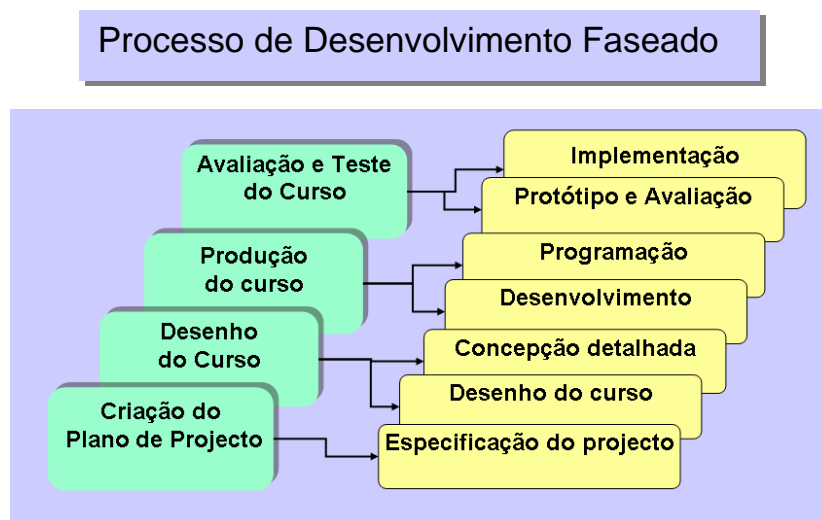 Processo de Desenvolvimento Faseado
Avaliação e Teste
do Curso
Implementação
Protótipo e Avaliação
Produção
do curso
Programação
Desenvolvimento
Desenho
do Curso
Concepção detalhada
Desenho do curso
Criação do
Plano de Projecto
Especificação do projecto